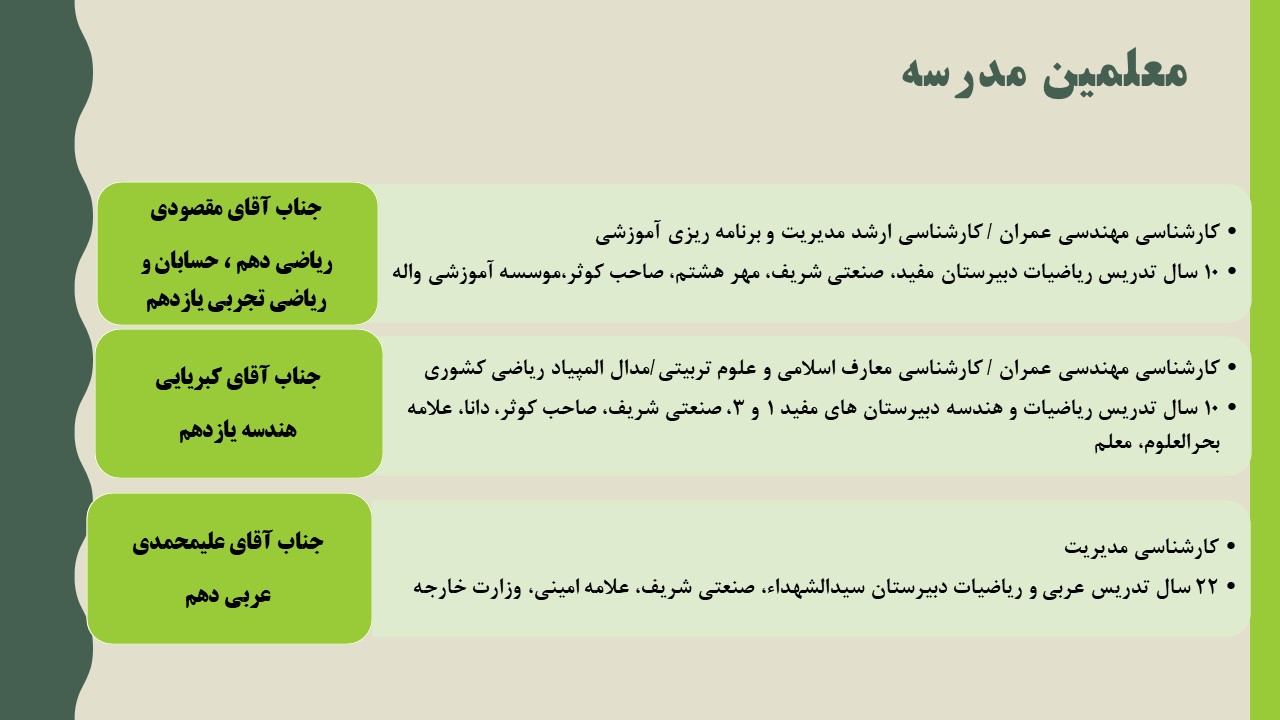 معلمین مدرسه
جناب آقای مقصودی
ریاضی دهم ، حسابان و
ریاضی تجربی یازدهم
• کارشناسی مهندسی عمران / کارشناسی ارشد مدیریت و برنامه ریزی آموزشی
• ۱۰ سال تدریس ریاضیات دبیرستان مفید، صنعتی شریف، مهر هشتم، صاحب کوثر،موسسه آموزشی واله
جناب آقای کبریایی
هندسه یازدهم
• کارشناسی مهندسی عمران / کارشناسی معارف اسلامی و علوم تربیتی/مدال المپیاد ریاضی کشوری
• ۱۰ سال تدریس ریاضیات و هندسه دبیرستان های مفید ۱ و ۳، صنعتی شریف، صاحب کوثر، دانا، علامه
بحرالعلوم، معلم
جناب آقای علیمحمدی
عربی دهم
• کارشناسی مدیریت
• ۲۲ سال تدریس عربی و ریاضیات دبیرستان سیدالشهداء، صنعتی شریف، علامه امینی، وزارت خارجه